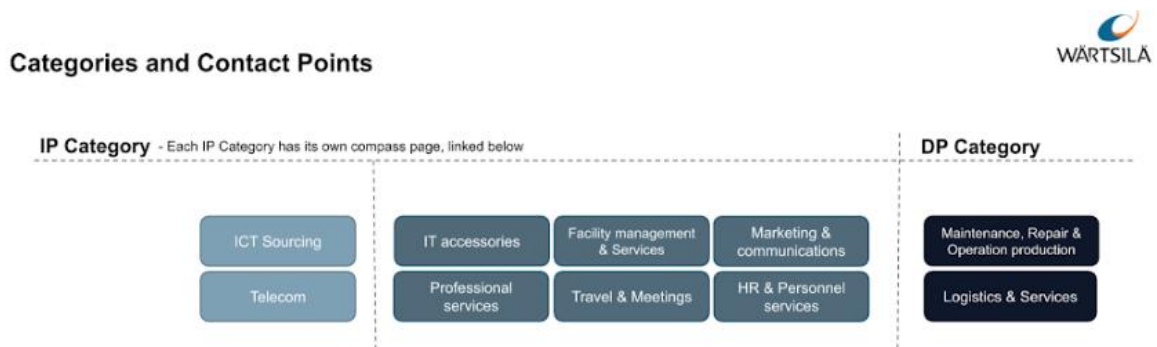 WÄRTSILÄ
Categories and Contact Points
IP Category - Each IP Category has its own compass page, linked below
DP Category
ICT Sourcing
Telecom
IT accessories
Facility management
& Services
Marketing &
communications
Professional
services
Travel & Meetings
HR & Personnel
services
Maintenance, Repair &
Operation production
Logistics & Services